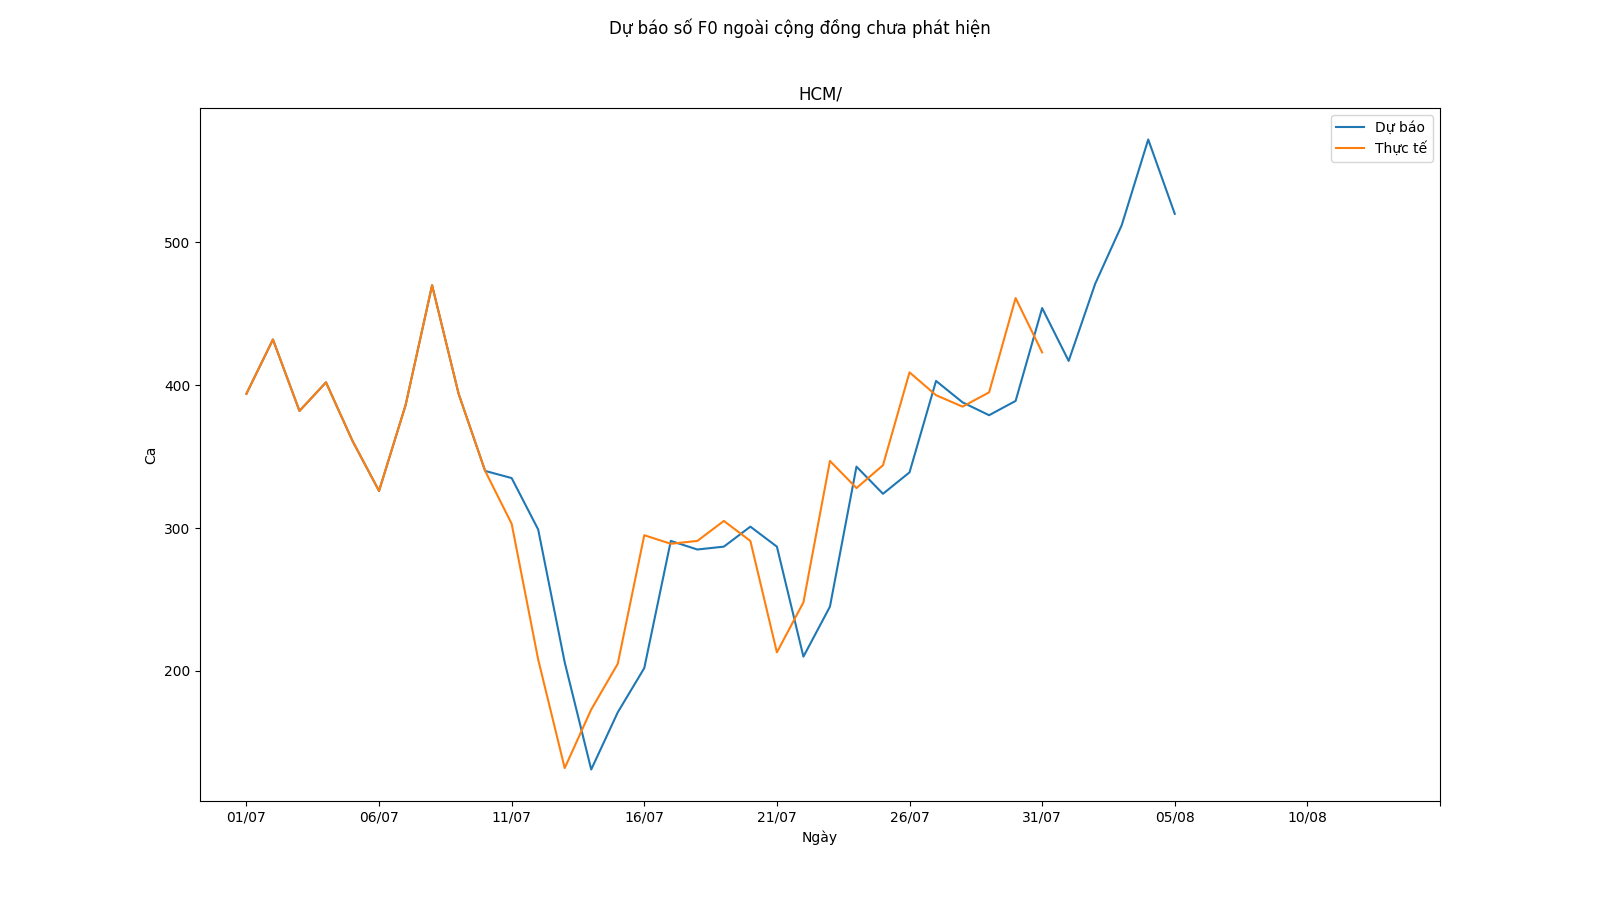 Dự báo số F0 ngoài cộng đồng chưa phát hiện
HCM/
Dự báo
Thực tế
500
400
300
200
Ca
01/07 06/07 11/07 16/07 21/07 26/07 31/07 05/08 10/08
Ngày